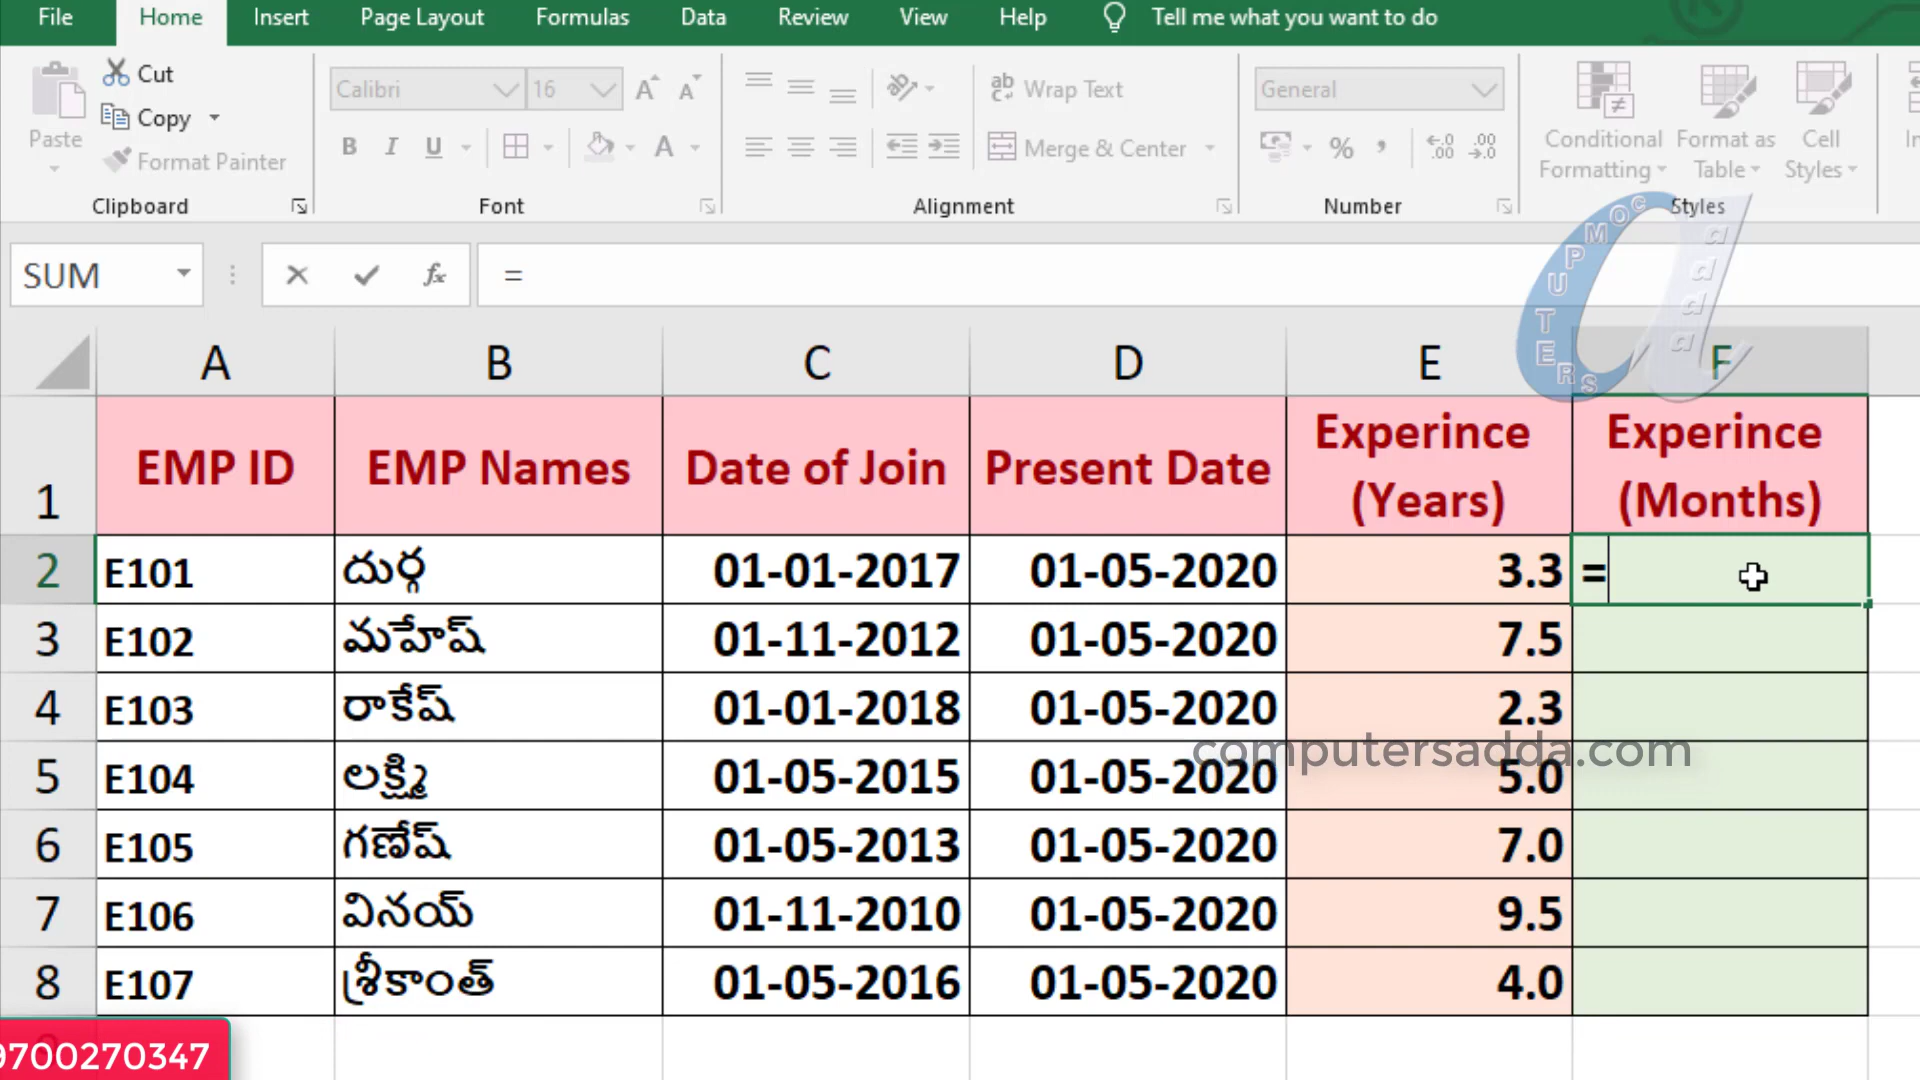 File Home Insert Page Layout Formulas Data Review View Help Tell me what you want to do
Paste
Cut
Copy
Format Painter
Clipboard
Calibri 16
B I U
Font
Wrap Text
Merge & Center
Alignment
General
Number
Conditional Formatting
Format as Table
Cell Styles
Styles
COMPUTERS adda
SUM =
A B C D E F
1 EMP ID EMP Names Date of Join Present Date Experince (Years) Experince (Months)
2 E101 దుర్గ 01-01-2017 01-05-2020 3.3 =
3 E102 మహేష్ 01-11-2012 01-05-2020 7.5
4 E103 రాకేష్ 01-01-2018 01-05-2020 2.3
computersadda.com
5 E104 లక్ష్మి 01-05-2015 01-05-2020 5.0
6 E105 గణేష్ 01-05-2013 01-05-2020 7.0
7 E106 వినయ్ 01-11-2010 01-05-2020 9.5
8 E107 శ్రీకాంత్ 01-05-2016 01-05-2020 4.0
9700270347